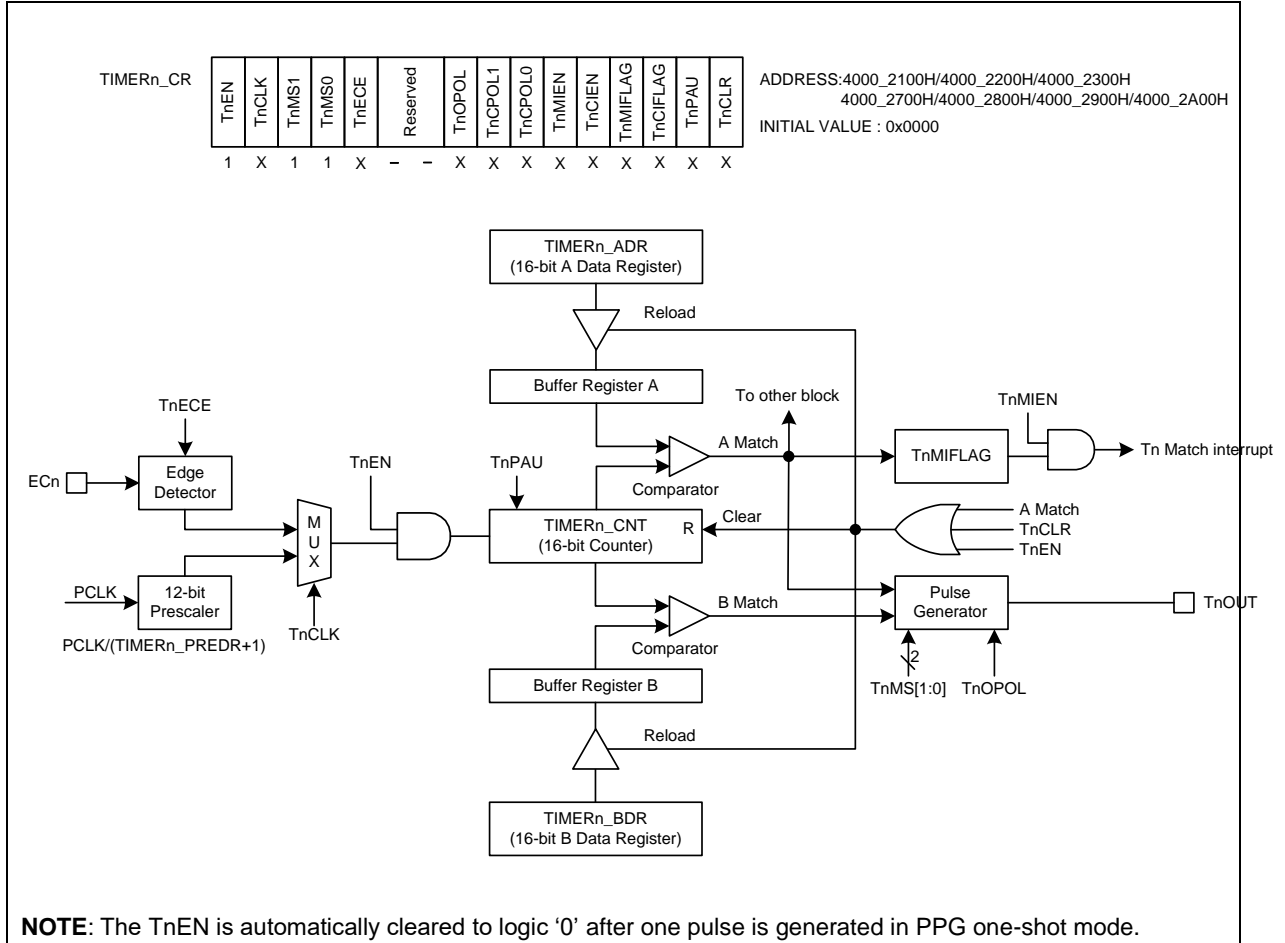 TIMERn_CR
TnEN
TnCLK
TnMS1
TnMS0
TnECE
Reserved
TnOPOL
TnCPOL1
TnCPOL0
TnMIEN
TnCIEN
TnMIFLAG
TnCIFLAG
TnPAU
TnCLR
ADDRESS:4000_2100H/4000_2200H/4000_2300H
4000_2700H/4000_2800H/4000_2900H/4000_2A00H
INITIAL VALUE : 0x0000
1 X 1 1 X – – X X X X X X X X X
TIMERn_ADR
(16-bit A Data Register)
Reload
Buffer Register A
To other block
TnECE
TnMIEN
A Match
TnMIFLAG
Tn Match interrupt
ECn
Edge
Detector
TnEN
TnPAU
Comparator
M
U
X
TIMERn_CNT
(16-bit Counter)
R
Clear
A Match
TnCLR
TnEN
PCLK
12-bit
Prescaler
TnCLK
PCLK/(TIMERn_PREDR+1)
B Match
Pulse
Generator
TnOUT
Comparator
2
TnMS[1:0]
TnOPOL
Buffer Register B
Reload
TIMERn_BDR
(16-bit B Data Register)
NOTE: The TnEN is automatically cleared to logic ‘0’ after one pulse is generated in PPG one-shot mode.